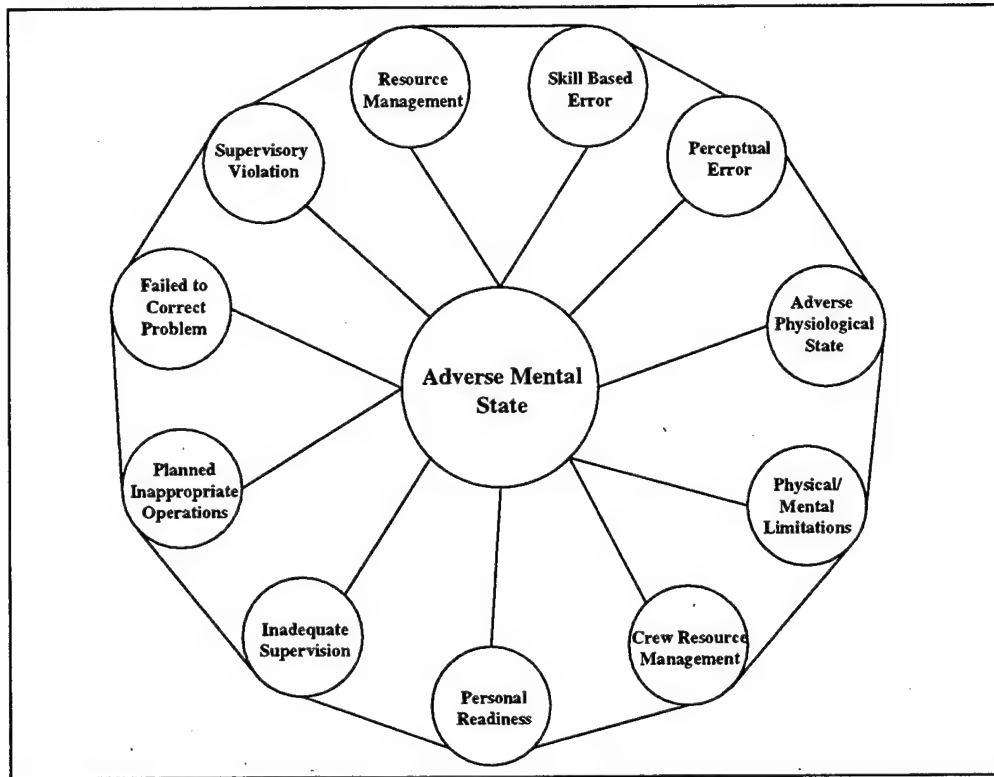 Resource
Management
Skill Based
Error
Supervisory
Violation
Perceptual
Error
Failed to
Correct
Problem
Adverse
Physiological
State
Adverse Mental
State
Planned
Inappropriate
Operations
Physical/
Mental
Limitations
Inadequate
Supervision
Crew Resource
Management
Personal
Readiness